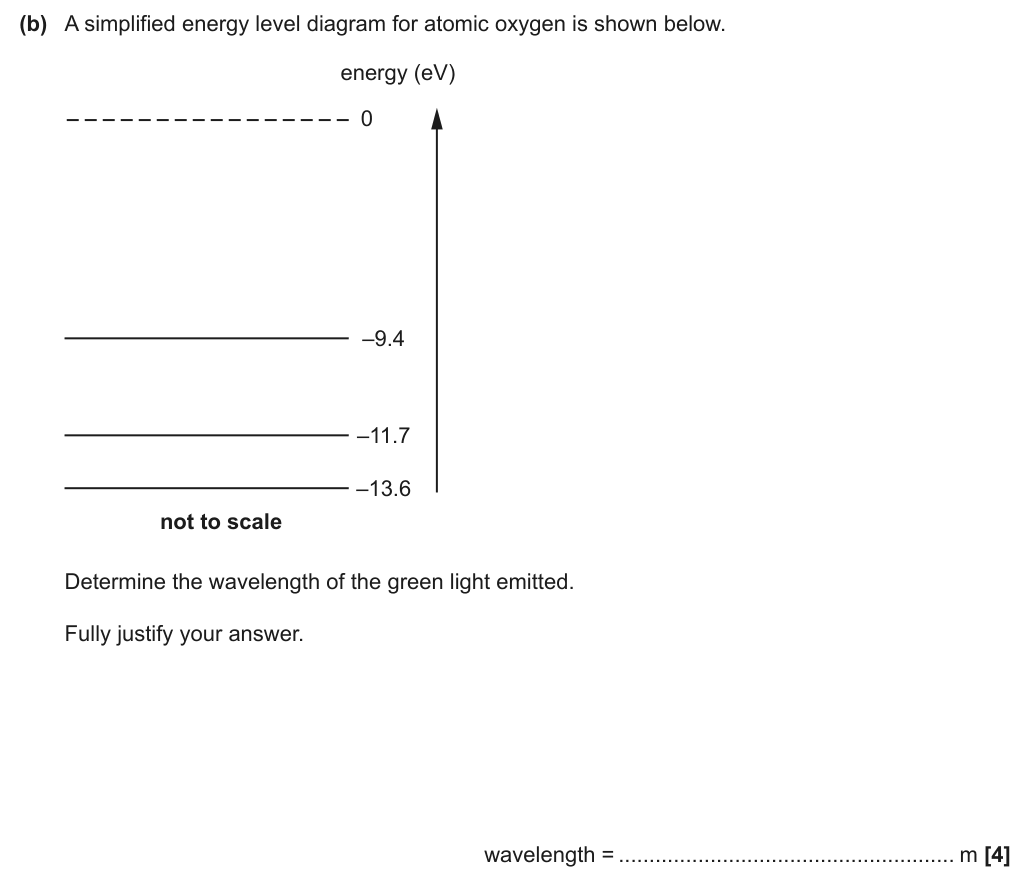 (b) A simplified energy level diagram for atomic oxygen is shown below.
energy (eV)
0
–9.4
–11.7
–13.6
not to scale
Determine the wavelength of the green light emitted.
Fully justify your answer.
wavelength = ....................................................... m [4]